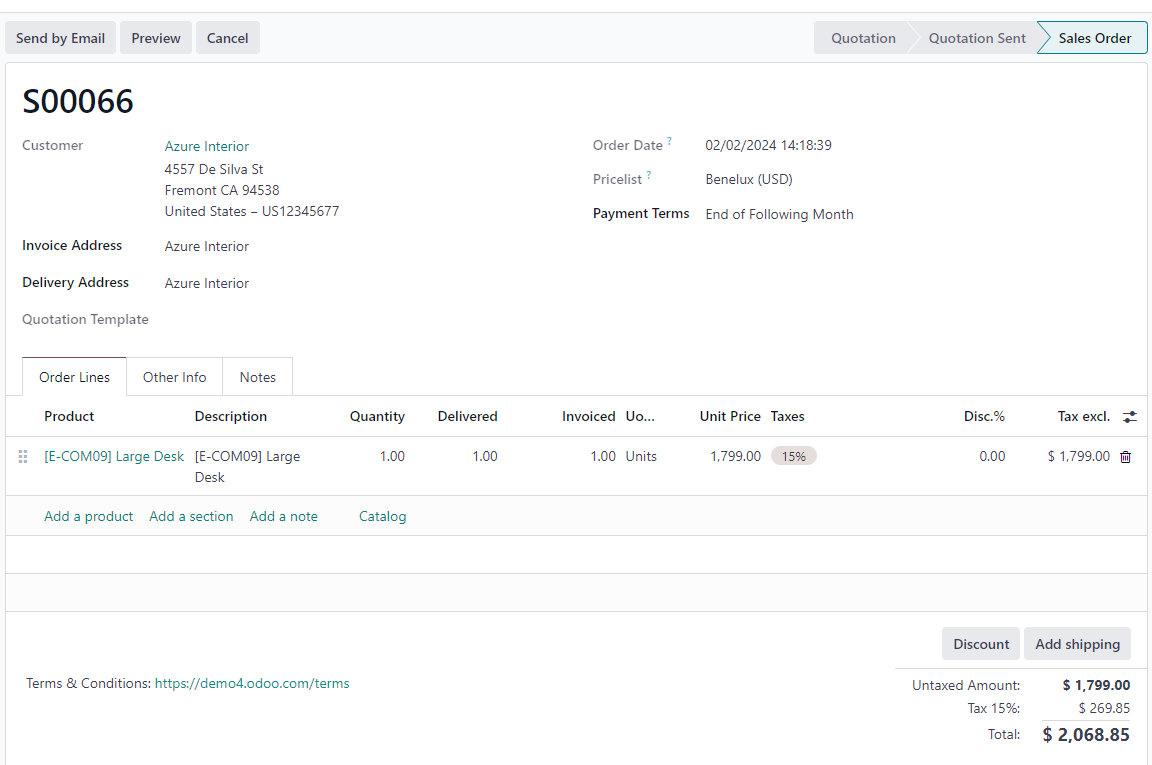 Send by Email Preview Cancel Quotation Quotation Sent Sales Order
S00066
Customer Azure Interior
4557 De Silva St
Fremont CA 94538
United States – US12345677
Invoice Address Azure Interior
Delivery Address Azure Interior
Quotation Template
Order Date ? 02/02/2024 14:18:39
Pricelist ? Benelux (USD)
Payment Terms End of Following Month
Order Lines Other Info Notes
Product Description Quantity Delivered Invoiced Uo... Unit Price Taxes Disc.% Tax excl.
[E-COM09] Large Desk [E-COM09] Large 1.00 1.00 1.00 Units 1,799.00 15% 0.00 $ 1,799.00
Desk
Add a product Add a section Add a note Catalog
Discount Add shipping
Terms & Conditions: https://demo4.odoo.com/terms
Untaxed Amount: $ 1,799.00
Tax 15%: $ 269.85
Total: $ 2,068.85